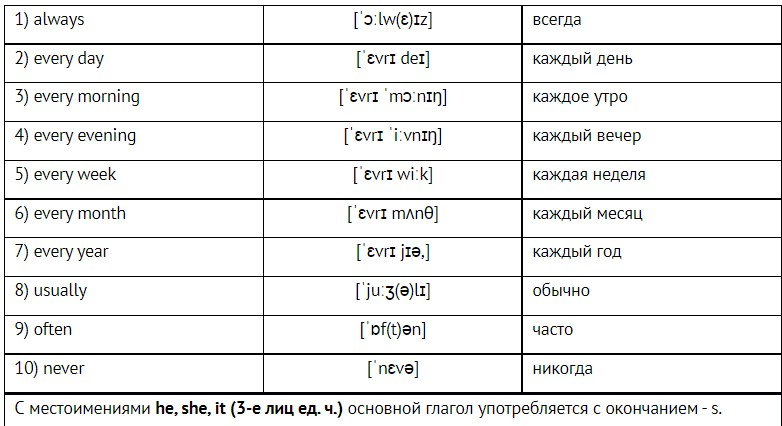 1) always [ˈɔːlw(ɛ)ɪz] всегда
2) every day [ˈɛvrɪ deɪ] каждый день
3) every morning [ˈɛvrɪ ˈmɔːnɪŋ] каждое утро
4) every evening [ˈɛvrɪ ˈiːvnɪŋ] каждый вечер
5) every week [ˈɛvrɪ wiːk] каждая неделя
6) every month [ˈɛvrɪ mʌnθ] каждый месяц
7) every year [ˈɛvrɪ jɪə,] каждый год
8) usually [ˈjuːʒ(ə)lɪ] обычно
9) often [ˈɒf(t)ən] часто
10) never [ˈnɛvə] никогда
С местоимениями he, she, it (3-е лиц ед. ч.) основной глагол употребляется с окончанием - s.